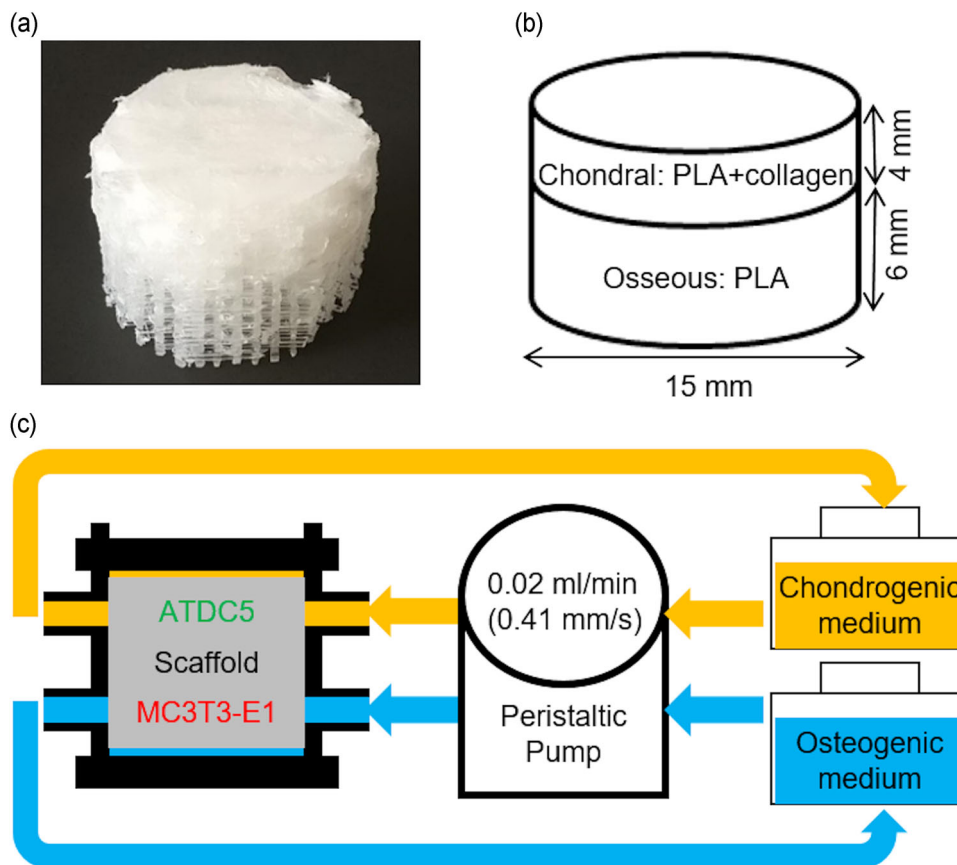 (a)
(b)
Chondral: PLA+collagen
4 mm
Osseous: PLA
6 mm
15 mm
(c)
ATDC5
Scaffold
MC3T3-E1
0.02 ml/min
(0.41 mm/s)
Peristaltic
Pump
Chondrogenic
medium
Osteogenic
medium